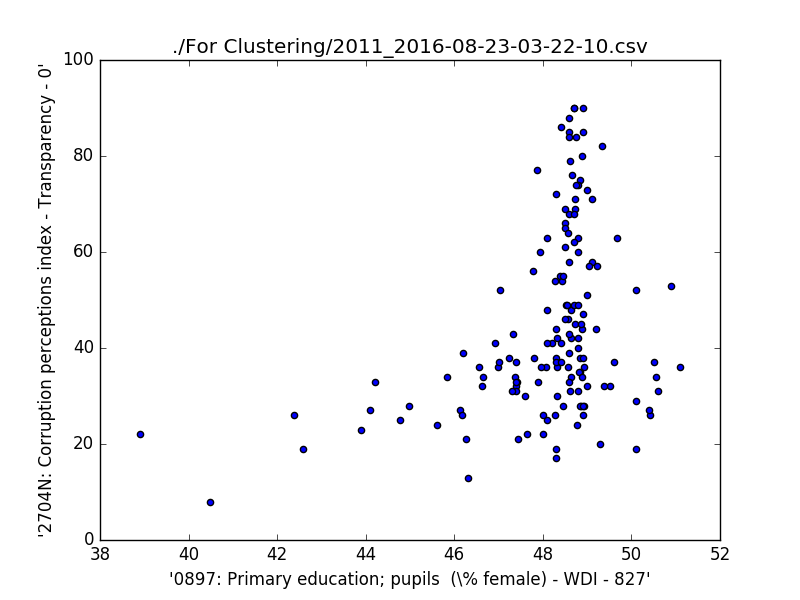 ./For Clustering/2011_2016-08-23-03-22-10.csv
'2704N: Corruption perceptions index - Transparency - 0'
100
80
60
40
20
0
38 40 42 44 46 48 50 52
'0897: Primary education; pupils  (\% female) - WDI - 827'